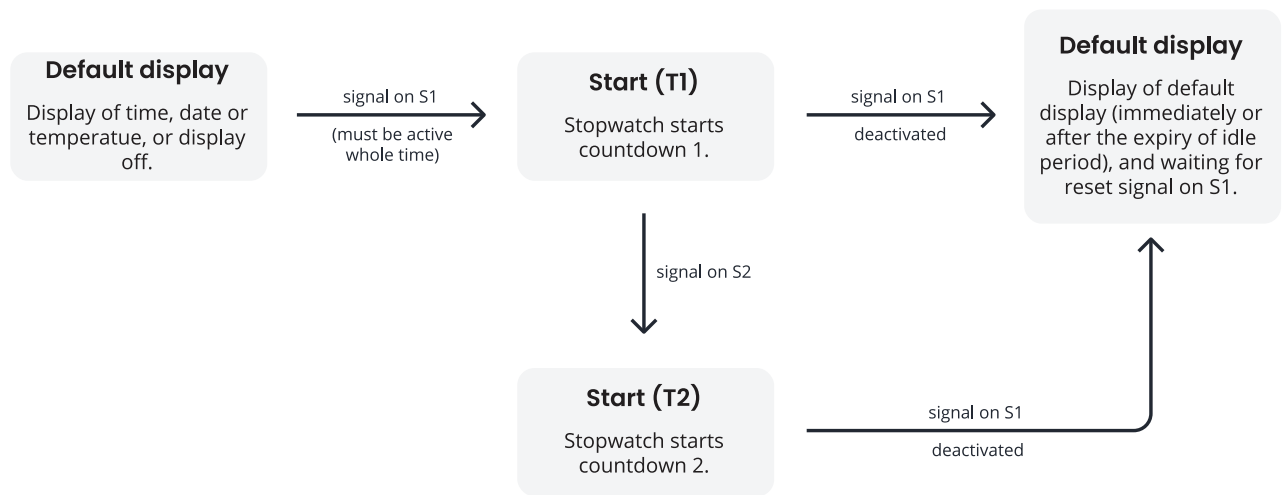 Default display
Display of time, date or
temperatue, or display
off.
signal on S1
(must be active
whole time)
Start (T1)
Stopwatch starts
countdown 1.
signal on S1
deactivated
Default display
Display of default
display (immediately or
after the expiry of idle
period), and waiting for
reset signal on S1.
signal on S2
Start (T2)
Stopwatch starts
countdown 2.
signal on S1
deactivated